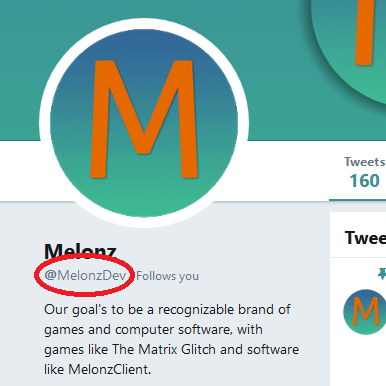 M
Tweets
160
Melonz
@MelonzDev Follows you
Twee
Our goal's to be a recognizable brand of
games and computer software, with
games like The Matrix Glitch and software
like MelonzClient.
M